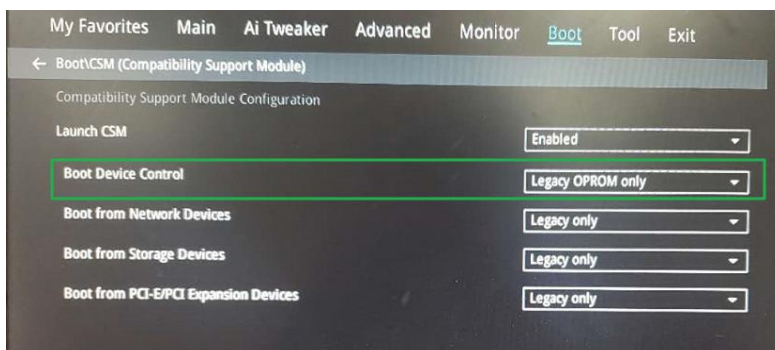 My Favorites Main Ai Tweaker Advanced Monitor Boot Tool Exit
← Boot\CSM (Compatibility Support Module)
Compatibility Support Module Configuration
Launch CSM Enabled
Boot Device Control Legacy OPROM only
Boot from Network Devices Legacy only
Boot from Storage Devices Legacy only
Boot from PCI-E/PCI Expansion Devices Legacy only